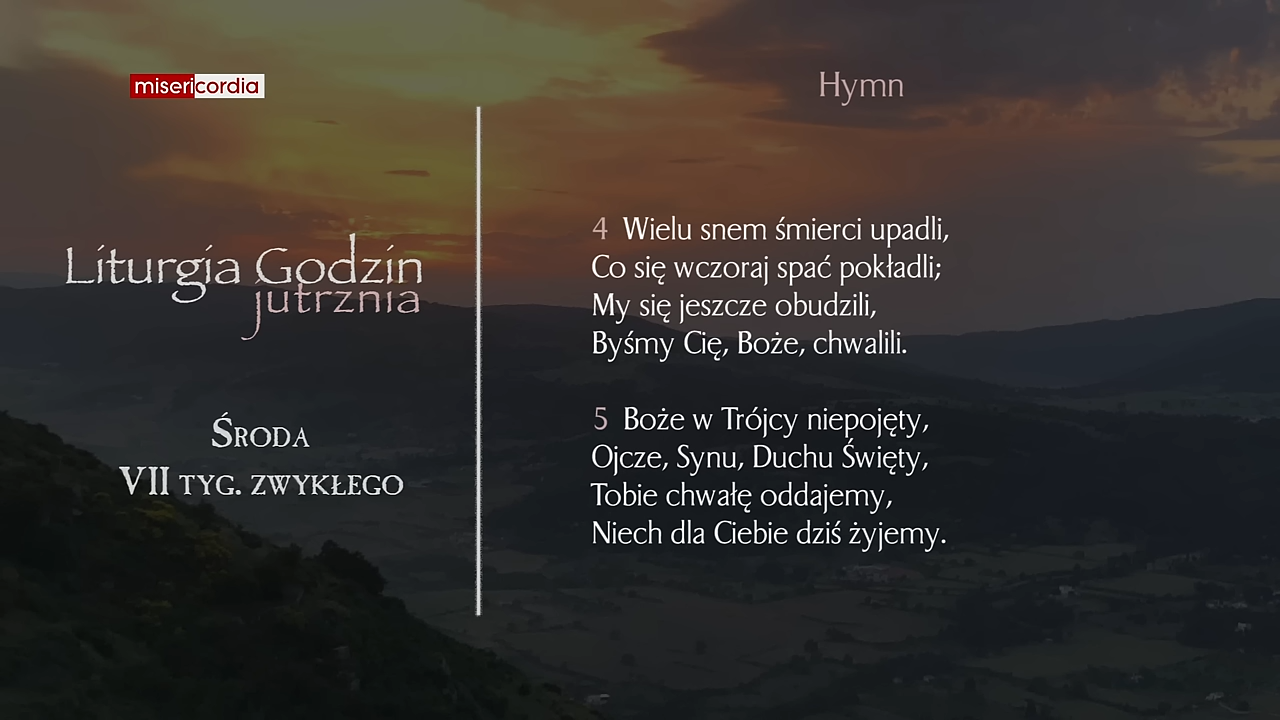 misericordia
Liturgia Godzin
jutrznia
Środa
VII tyg. zwykłego
Hymn
4 Wielu snem śmierci upadli,
Co się wczoraj spać pokładli;
My się jeszcze obudzili,
Byśmy Cię, Boże, chwalili.
5 Boże w Trójcy niepojęty,
Ojcze, Synu, Duchu Święty,
Tobie chwałę oddajemy,
Niech dla Ciebie dziś żyjemy.